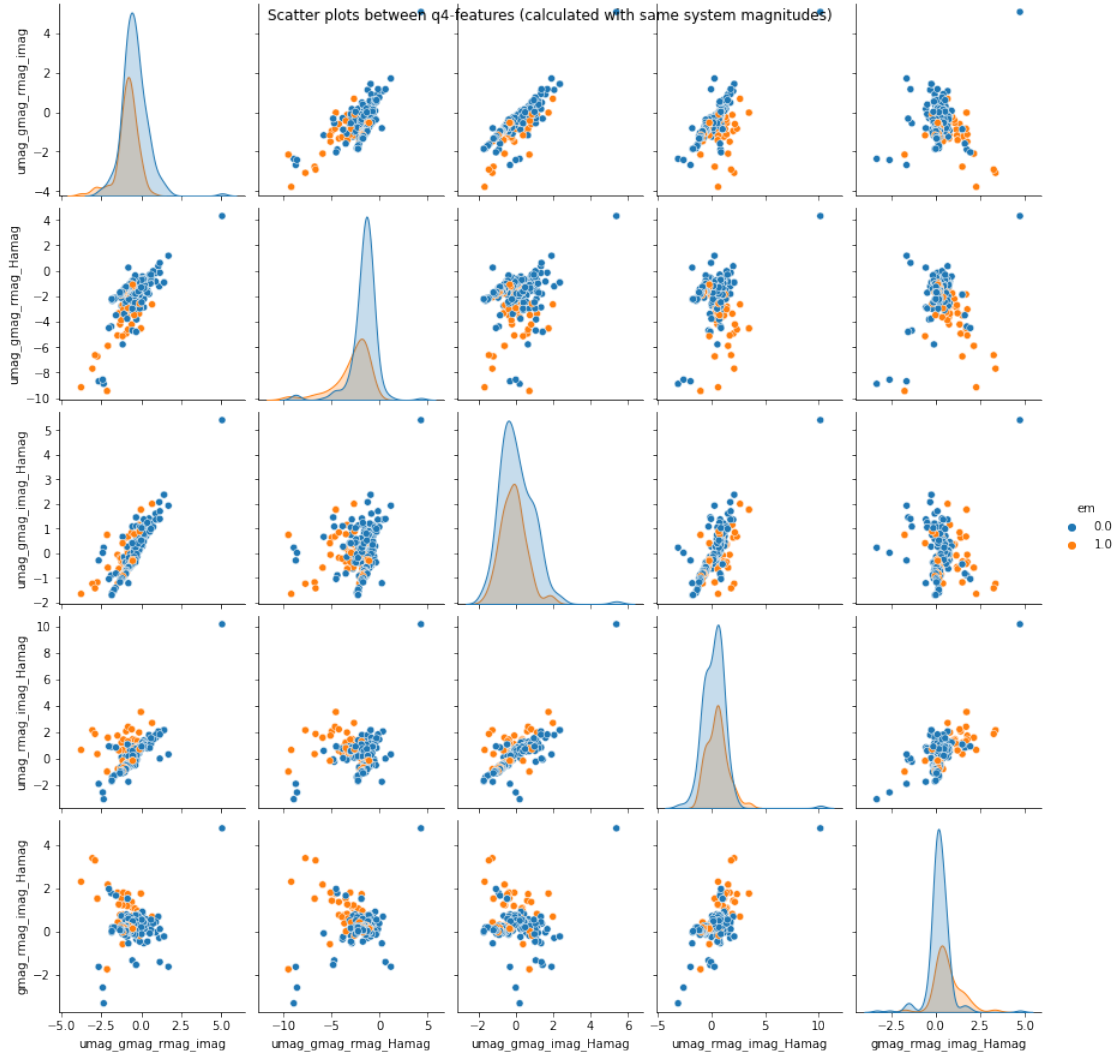 Scatter plots between q4-features (calculated with same system magnitudes)
umag_gmag_rmag_imag
4
2
0
−2
−4
umag_gmag_rmag_Hamag
4
2
0
−2
−4
−6
−8
−10
umag_gmag_imag_Hamag
5
4
3
2
1
0
−1
−2
em
0.0
1.0
umag_rmag_imag_Hamag
10
8
6
4
2
0
−2
gmag_rmag_imag_Hamag
4
2
0
−2
−5.0 −2.5 0.0 2.5 5.0
−10 −5 0 5
−2 0 2 4 6
−5 0 5 10
−2.5 0.0 2.5 5.0
umag_gmag_rmag_imag
umag_gmag_rmag_Hamag
umag_gmag_imag_Hamag
umag_rmag_imag_Hamag
gmag_rmag_imag_Hamag